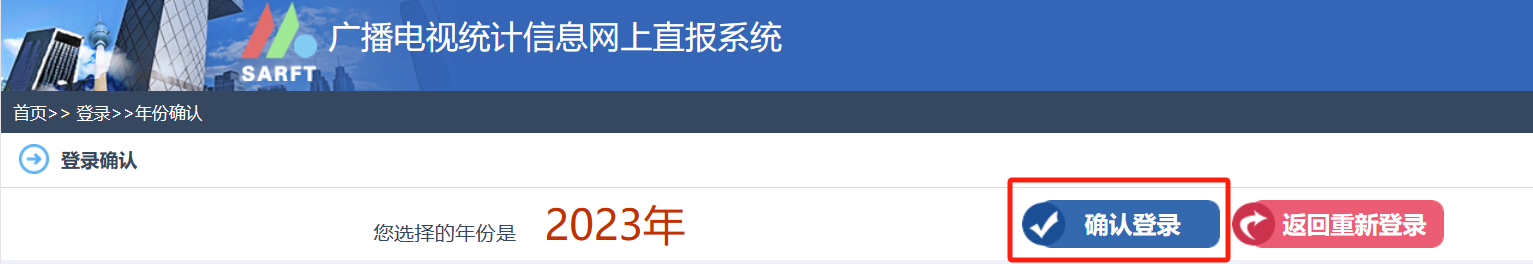 广播电视统计信息网上直报系统
SARFT
首页>> 登录>>年份确认
登录确认
您选择的年份是 2023年 确认登录 返回重新登录